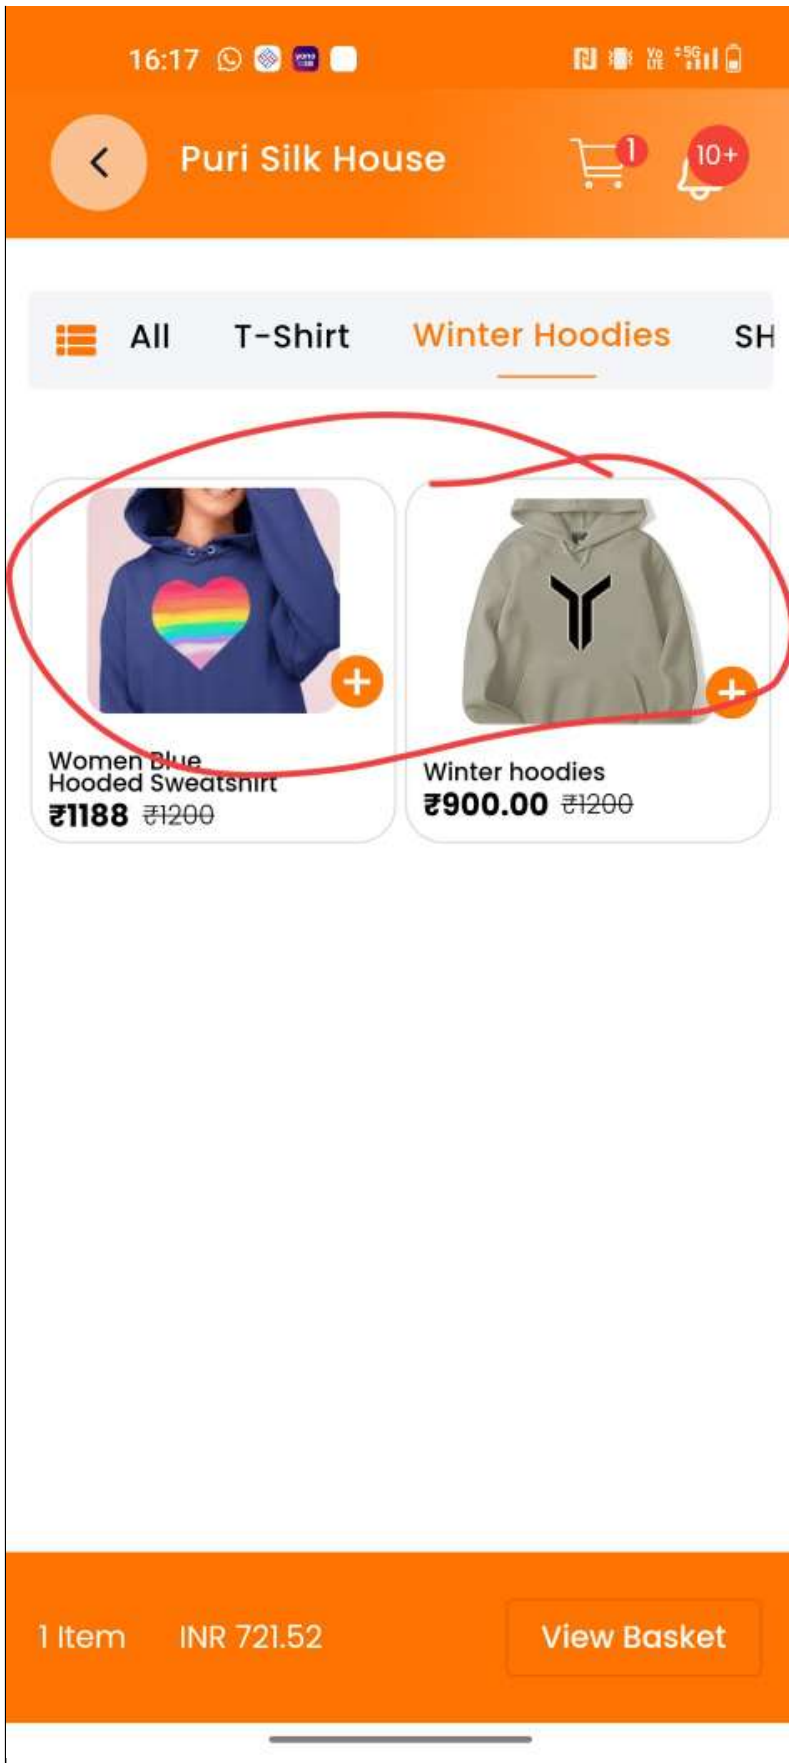 16:17
Puri Silk House
1
10+
All T-Shirt Winter Hoodies SH
Women Blue
Hooded Sweatshirt
₹1188 ₹1200
Winter hoodies
₹900.00 ₹1200
1 Item INR 721.52 View Basket